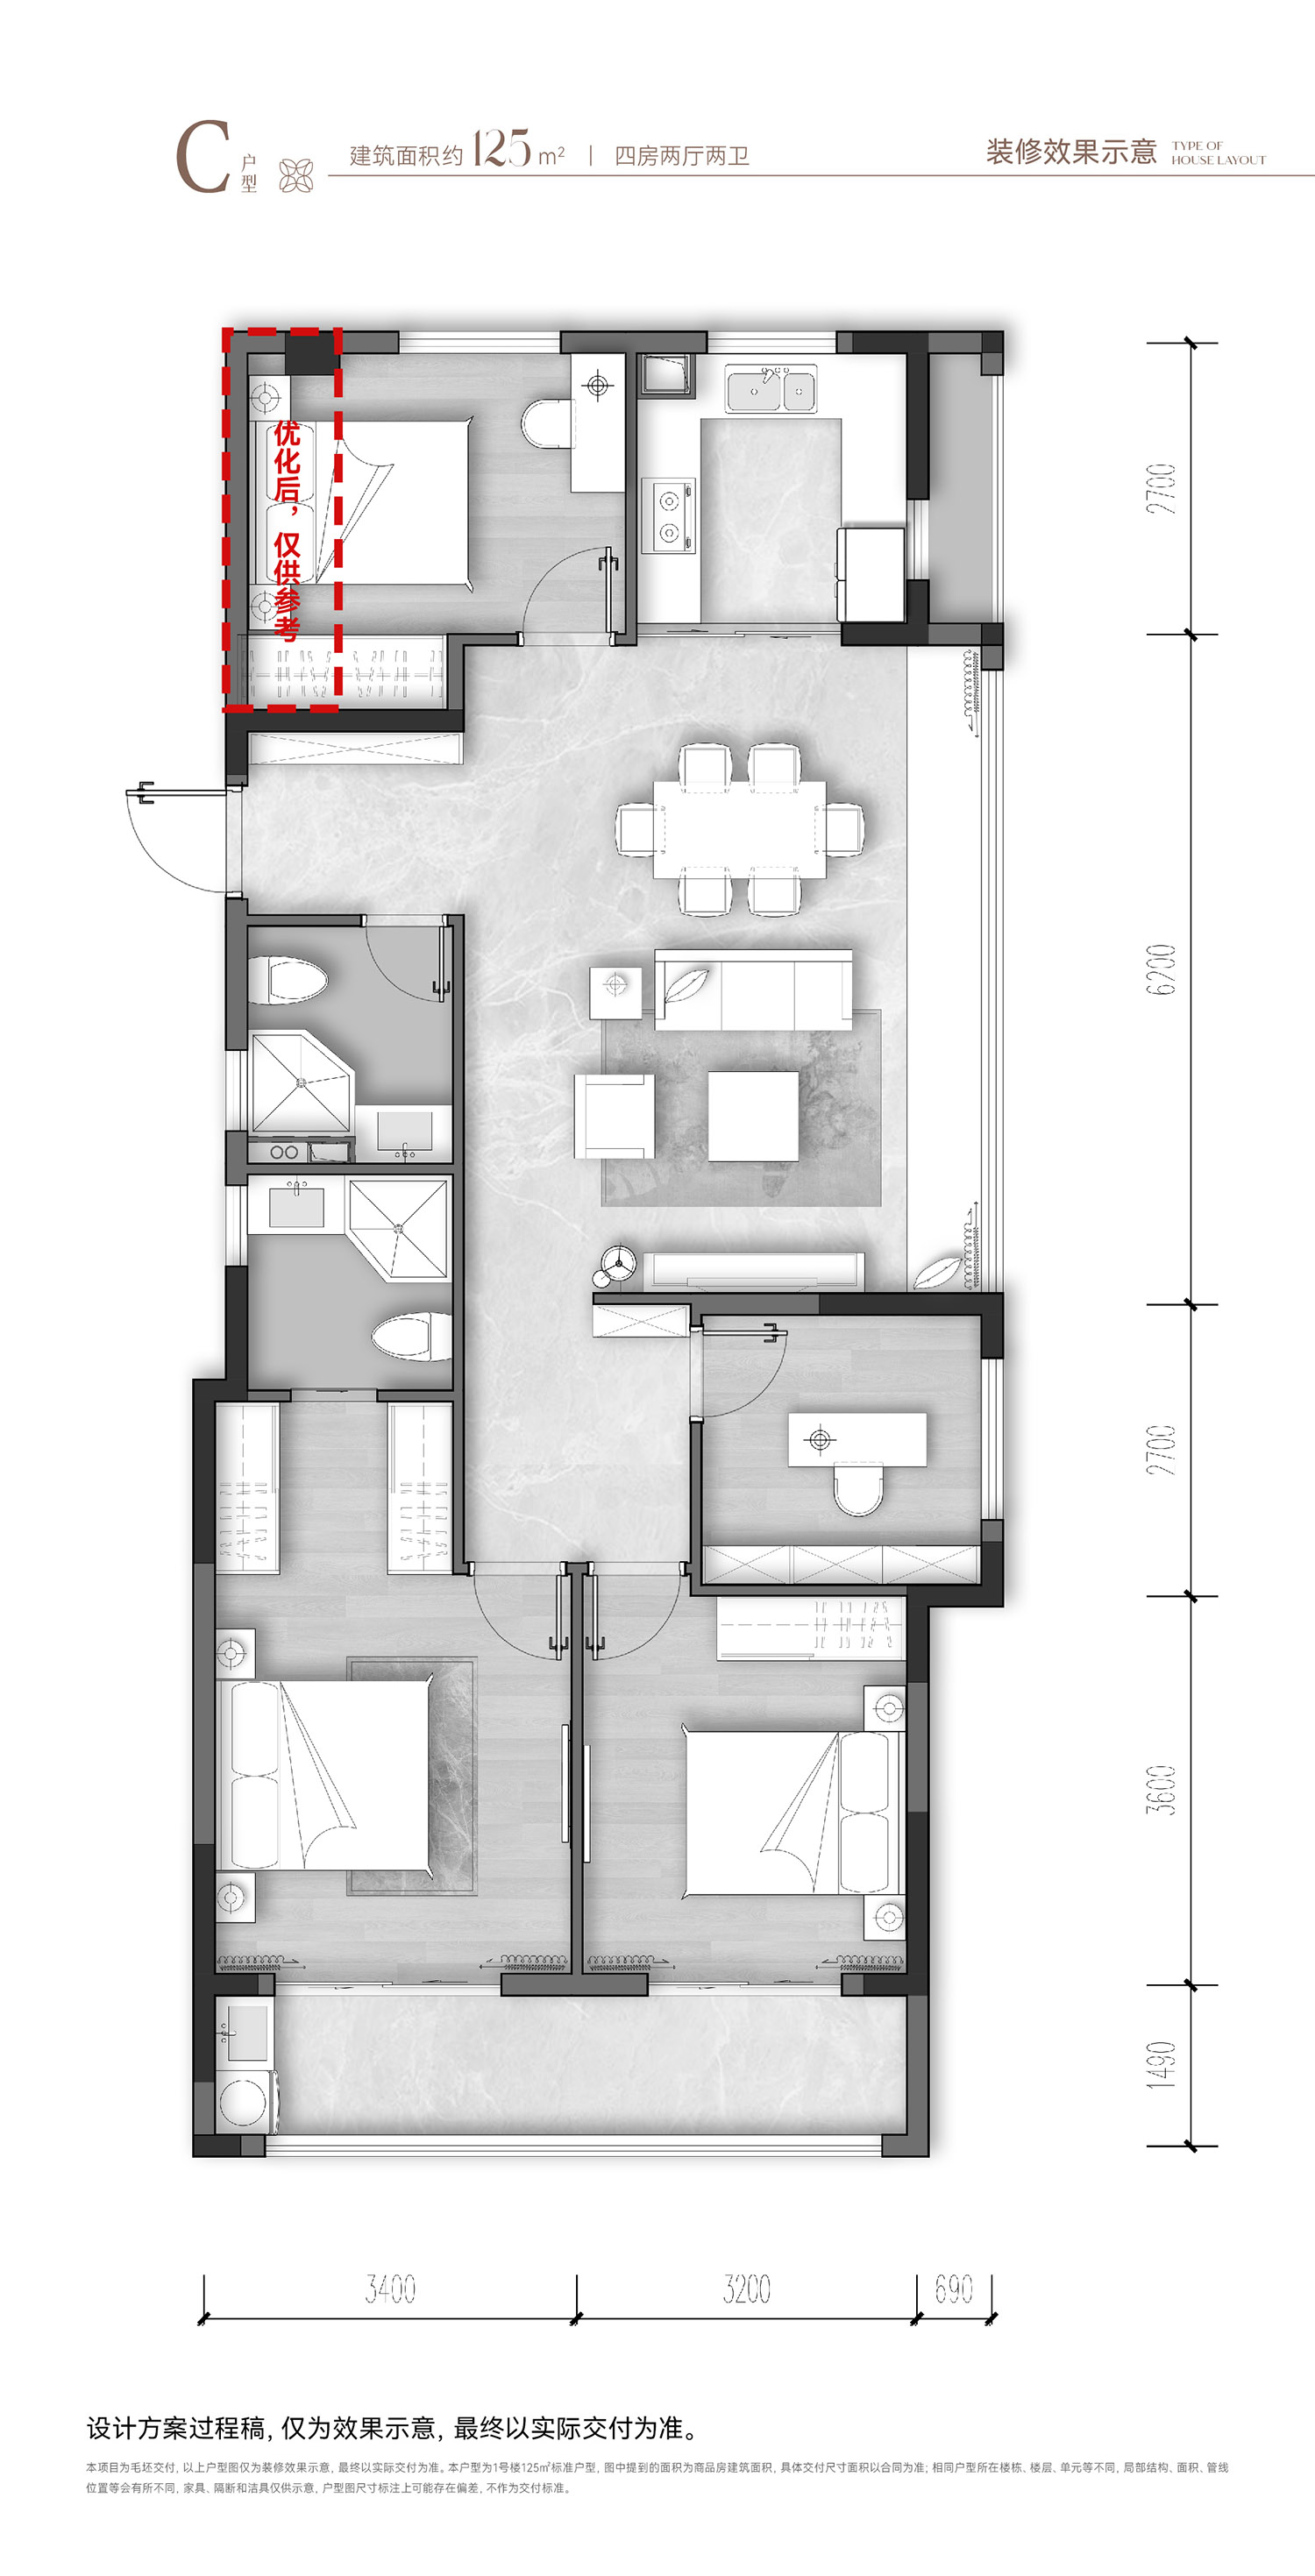 C
户型
建筑面积约125m² | 四房两厅两卫
装修效果示意
TYPE OF
HOUSE LAYOUT
优化后，仅供参考
2700
6200
2700
3600
1490
3400
3200
690
设计方案过程稿，仅为效果示意，最终以实际交付为准。
本项目为毛坯交付，以上户型图仅为装修效果示意，最终以实际交付为准。本户型为1号楼125㎡标准户型，图中提到的面积为商品房建筑面积，具体交付尺寸面积以合同为准；相同户型所在楼栋、楼层、单元等不同，局部结构、面积、管线
位置等会有所不同，家具、隔断和洁具仅供示意，户型图尺寸标注上可能存在偏差，不作为交付标准。